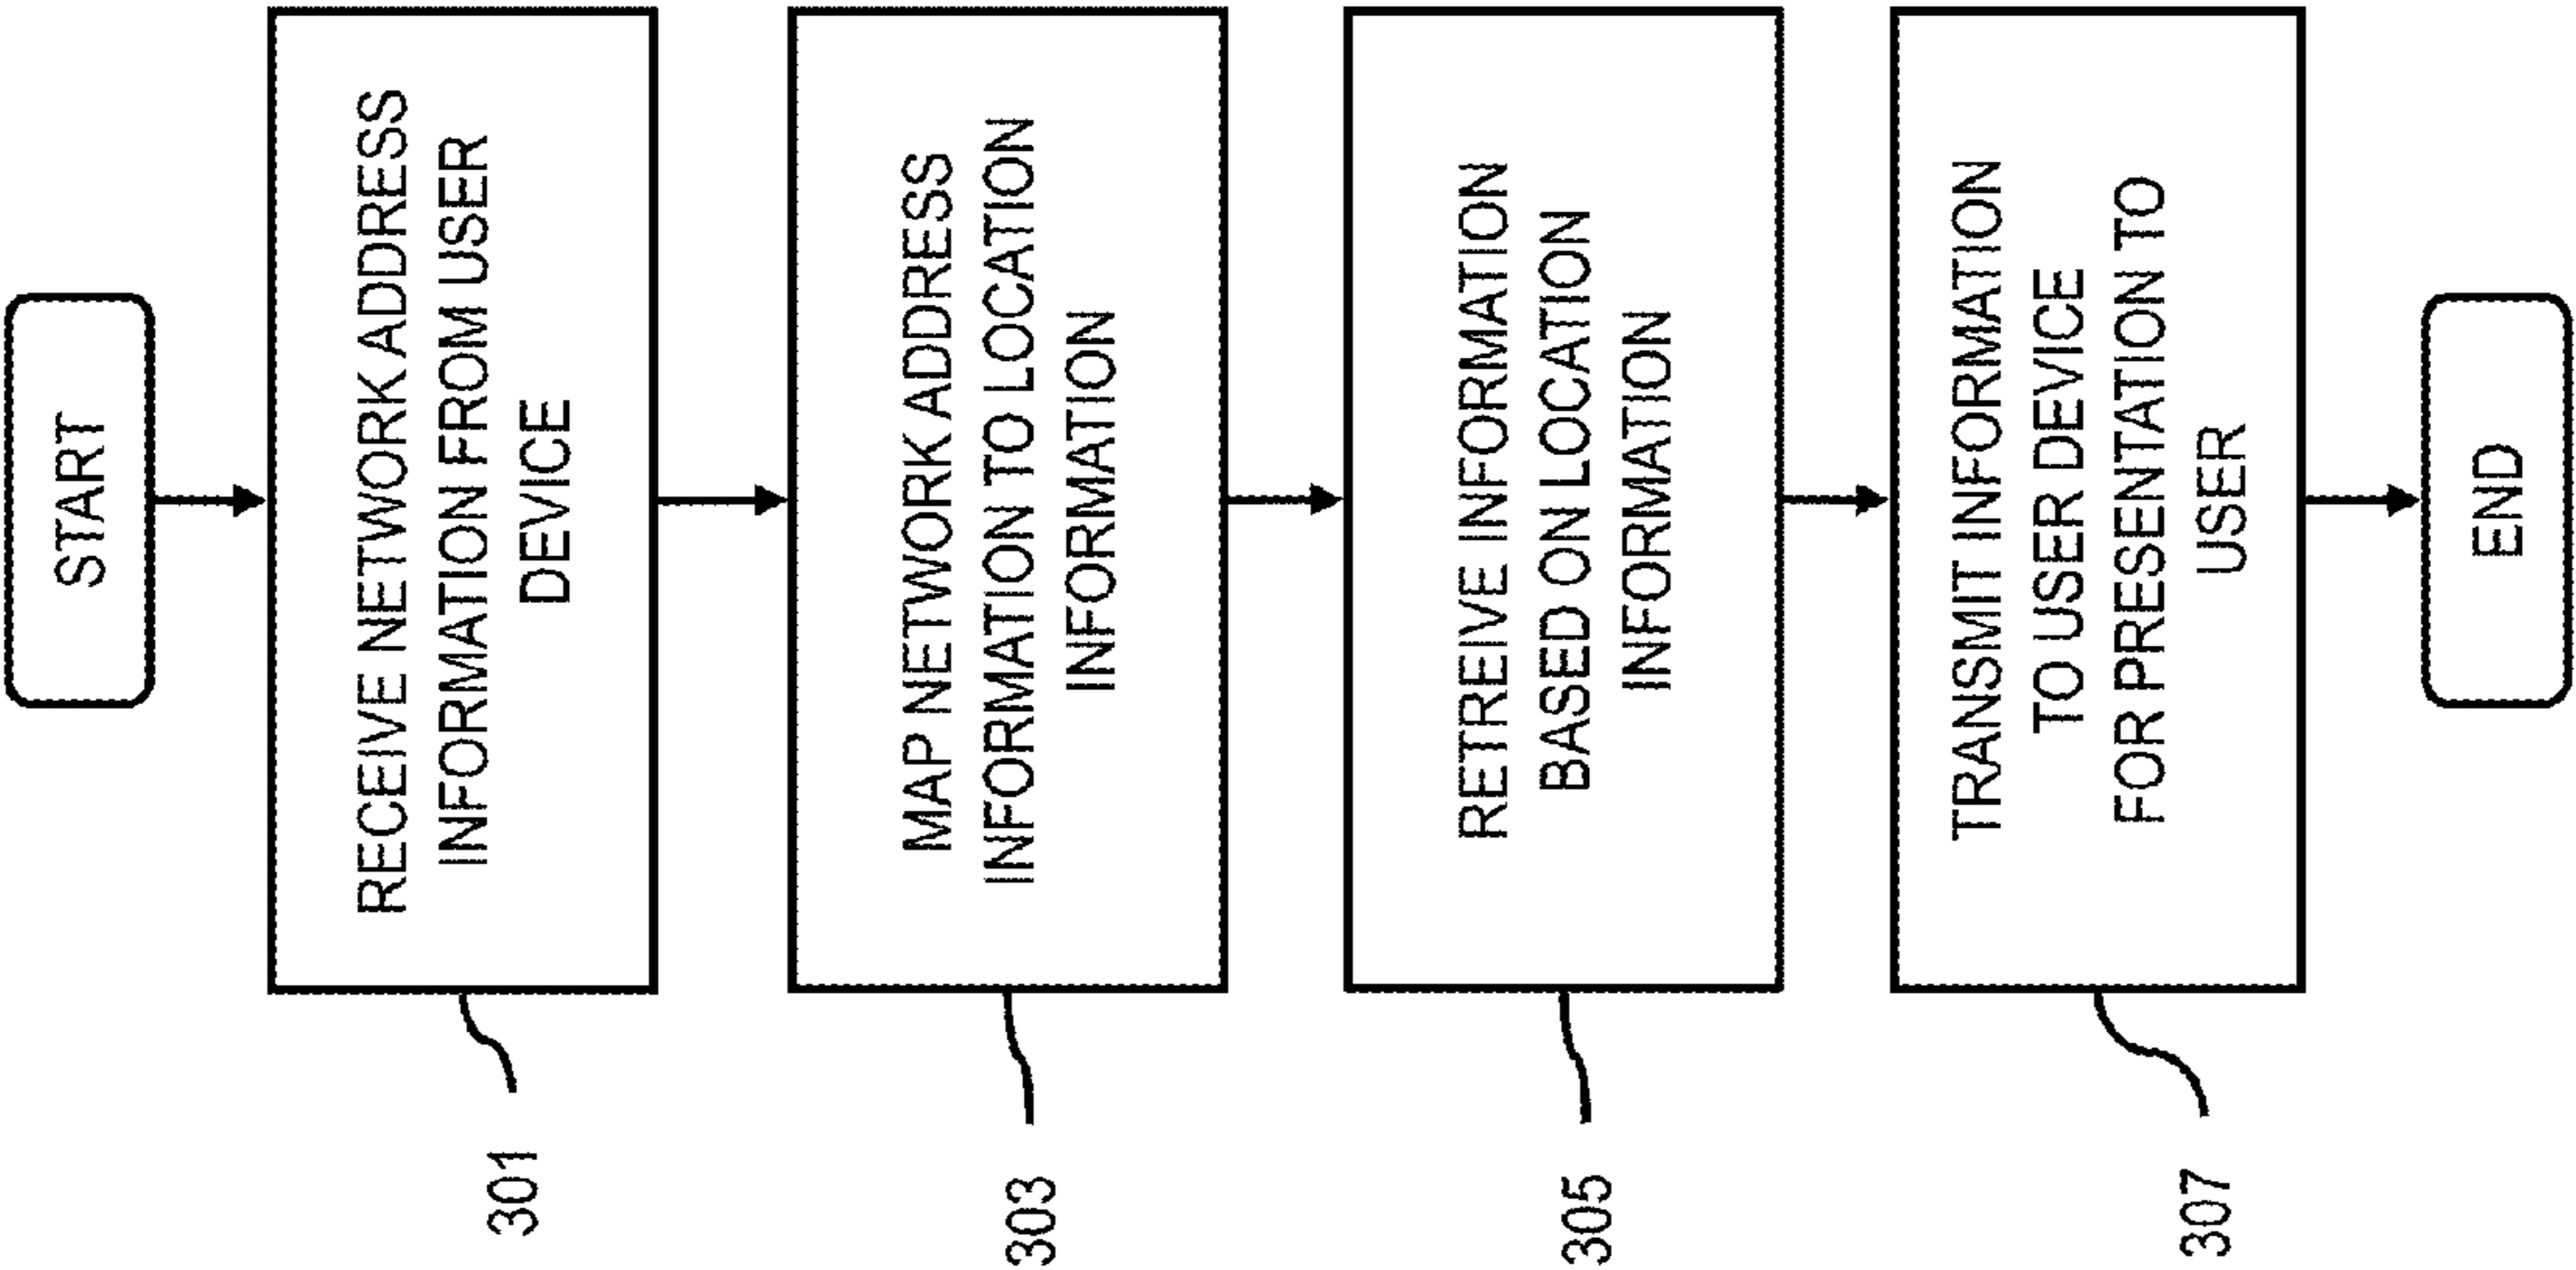 START
RECEIVE NETWORK ADDRESS
INFORMATION FROM USER
DEVICE
301
MAP NETWORK ADDRESS
INFORMATION TO LOCATION
INFORMATION
303
RETREIVE INFORMATION
BASED ON LOCATION
INFORMATION
305
TRANSMIT INFORMATION
TO USER DEVICE
FOR PRESENTATION TO
USER
307
END